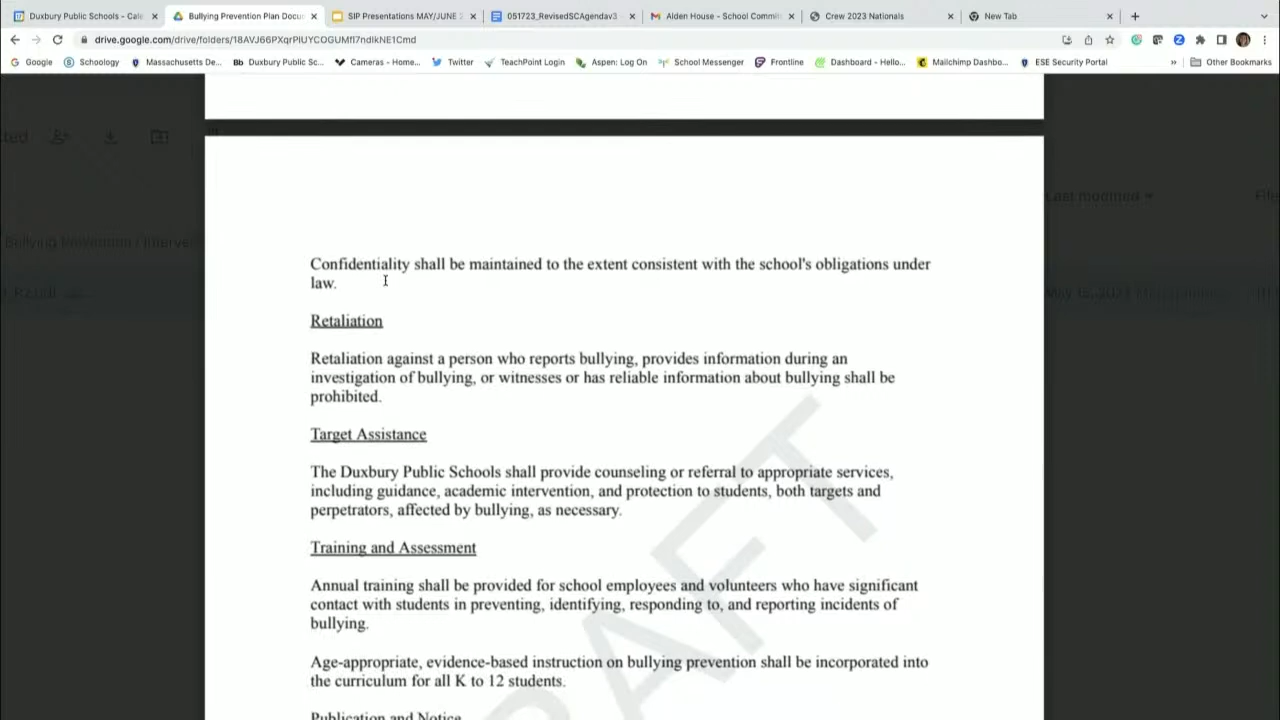 Duxbury Public Schools - Cale
Bullying Prevention Plan Docu
SIP Presentations MAY/JUNE
051723_RevisedSCAgendav3
Alden House - School Commi
Crew 2023 Nationals
New Tab
Google
Schoology
Massachusetts De...
Bb Duxbury Public Sc...
Cameras - Home...
Twitter
TeachPoint Login
Aspen: Log On
School Messenger
Frontline
Dashboard - Hello...
Mailchimp Dashbo...
ESE Security Portal
»
Other Bookmarks
Last modified
Confidentiality shall be maintained to the extent consistent with the school's obligations under
law.
Retaliation
Retaliation against a person who reports bullying, provides information during an
investigation of bullying, or witnesses or has reliable information about bullying shall be
prohibited.
Target Assistance
The Duxbury Public Schools shall provide counseling or referral to appropriate services,
including guidance, academic intervention, and protection to students, both targets and
perpetrators, affected by bullying, as necessary.
Training and Assessment
Annual training shall be provided for school employees and volunteers who have significant
contact with students in preventing, identifying, responding to, and reporting incidents of
bullying.
Age-appropriate, evidence-based instruction on bullying prevention shall be incorporated into
the curriculum for all K to 12 students.
Publication and Notice